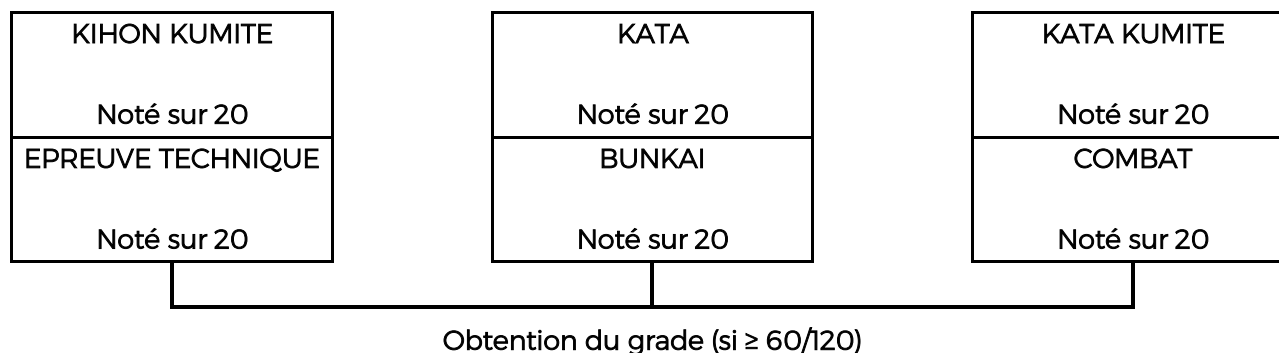 KIHON KUMITE
Noté sur 20
EPREUVE TECHNIQUE
Noté sur 20
KATA
Noté sur 20
BUNKAI
Noté sur 20
KATA KUMITE
Noté sur 20
COMBAT
Noté sur 20
Obtention du grade (si ≥ 60/120)